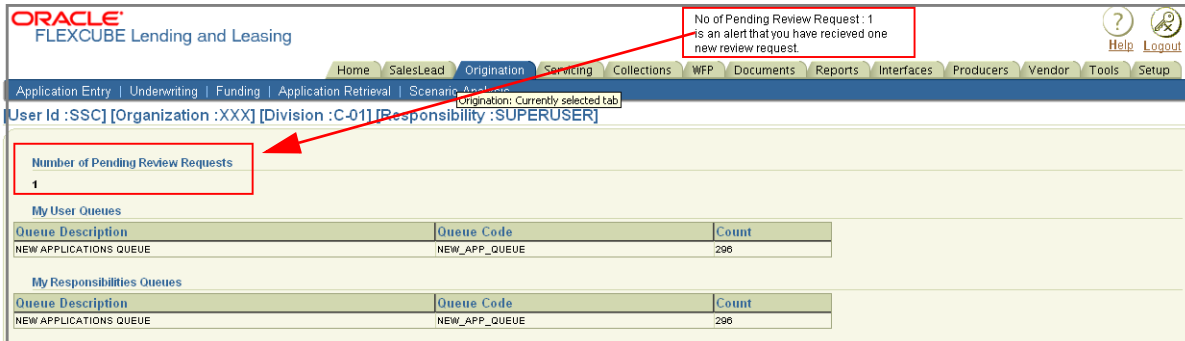 ORACLE
FLEXCUBE Lending and Leasing
No of Pending Review Request : 1
is an alert that you have recieved one
new review request.
Help Logout
Home SalesLead Origination Servicing Collections WFP Documents Reports Interfaces Producers Vendor Tools Setup
Application Entry | Underwriting | Funding | Application Retrieval | Scenario Analysis
Origination: Currently selected tab
[User Id :SSC] [Organization :XXX] [Division :C-01] [Responsibility :SUPERUSER]
Number of Pending Review Requests
1
My User Queues
Queue Description Queue Code Count
NEW APPLICATIONS QUEUE NEW_APP_QUEUE 296
My Responsibilities Queues
Queue Description Queue Code Count
NEW APPLICATIONS QUEUE NEW_APP_QUEUE 296